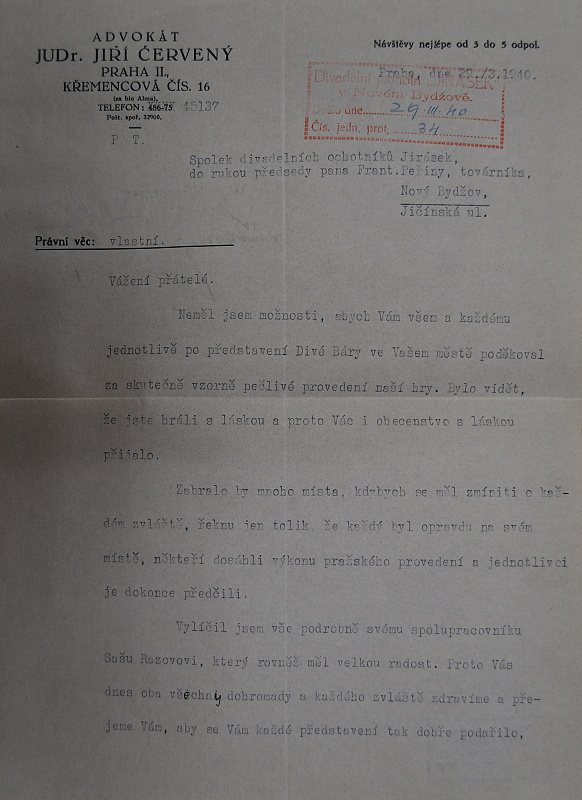 ADVOKÁT
JUDr. JIŘÍ ČERVENÝ
PRAHA II.,
KŘEMENCOVÁ ČÍS. 16
(za bio Alma)
TELEFON: 486-75. 45137
Pošt. spoř. 32900.
Návštěvy nejlépe od 3 do 5 odpol.
Praha, dne 29./3.1940.
Divadelní JIRÁSEK
v Novém Bydžově.
dne 29/III 40
Čís. jedn. prot. 34
P. T.
Spolek divadelních ochotníků Jirásek,
do rukou předsedy pana Frant.Peřiny, továrníka,
Nový Bydžov,
Jičínská ul.
Právní věc: vlastní.
Vážení přátelé.
Neměl jsem možnosti, abych Vám všem a každému
jednotlivě po představení Divé Báry ve Vašem městě poděkoval
za skutečně vzorně pečlivé provedení naší hry. Bylo vidět,
že jste hráli s láskou a proto Vás i obecenstvo s láskou
přijalo.
Zabralo by mnoho místa, kdybych se měl zmíniti o kaž-
dém zvláště, řeknu jen tolik, že každý byl opravdu na svém
místě, někteří dosáhli výkonu pražského provedení a jednotlivci
je dokonce předčili.
Vylíčil jsem vše podrobně svému spolupracovníku
Sašu Razovovi, který rovněž měl velkou radost. Proto Vás
dnes oba všechny dohromady a každého zvláště zdravíme a pře-
jeme Vám, aby se Vám každé představení tak dobře podařilo,